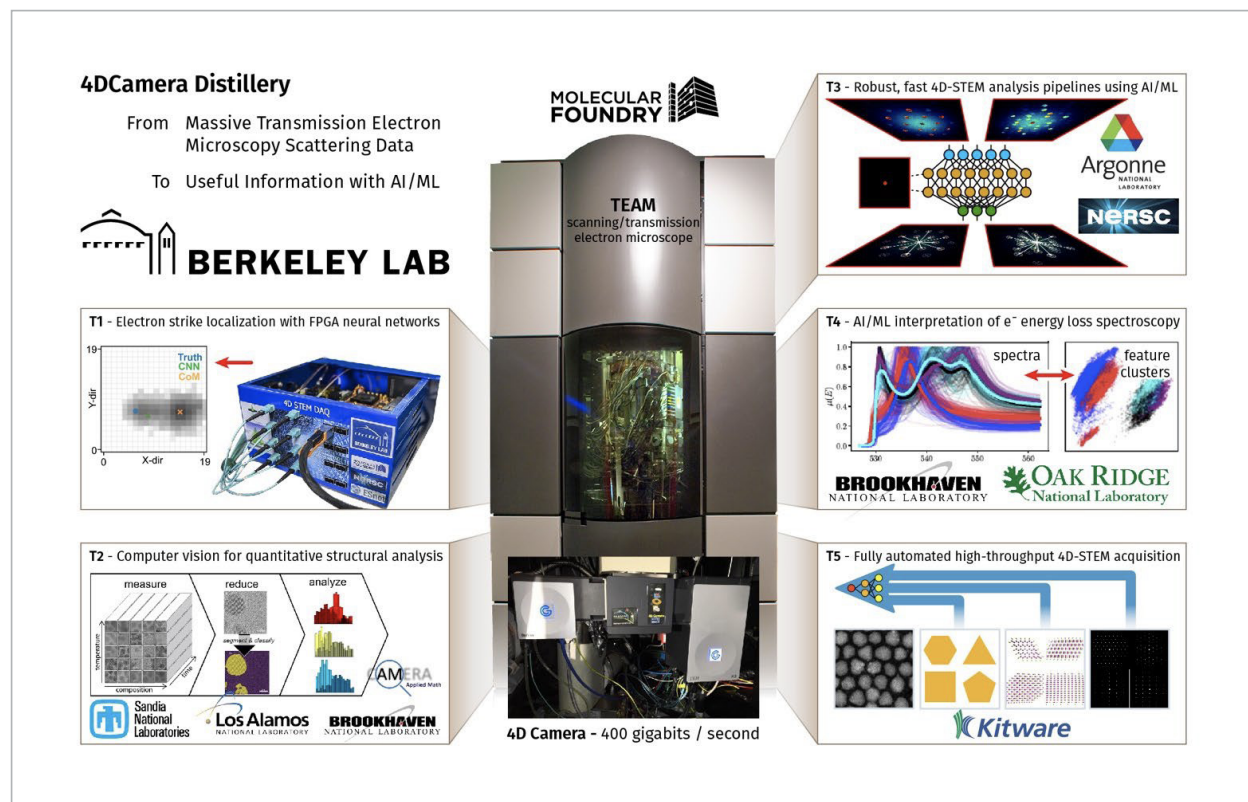 4DCamera Distillery
From Massive Transmission Electron
Microscopy Scattering Data
To Useful Information with AI/ML
BERKELEY LAB
MOLECULAR
FOUNDRY
TEAM
scanning/transmission
electron microscope
4D Camera - 400 gigabits / second
T1 - Electron strike localization with FPGA neural networks
19
Truth
CNN
CoM
Y-dir
0
0
X-dir
19
4D STEM DAQ
BERKELEY LAB
NERSC
T2 - Computer vision for quantitative structural analysis
measure
reduce
analyze
temperature
composition
time
segment & classify
CAMERA
Applied Math
Sandia
National
Laboratories
Los Alamos
NATIONAL LABORATORY
BROOKHAVEN
NATIONAL LABORATORY
T3 - Robust, fast 4D-STEM analysis pipelines using AI/ML
Argonne
NATIONAL
LABORATORY
NERSC
T4 - AI/ML interpretation of e⁻ energy loss spectroscopy
1.0
0.8
0.6
0.4
0.2
0.0
μ(E)
530
540
550
560
spectra
feature
clusters
BROOKHAVEN
NATIONAL LABORATORY
OAK RIDGE
National Laboratory
T5 - Fully automated high-throughput 4D-STEM acquisition
Kitware